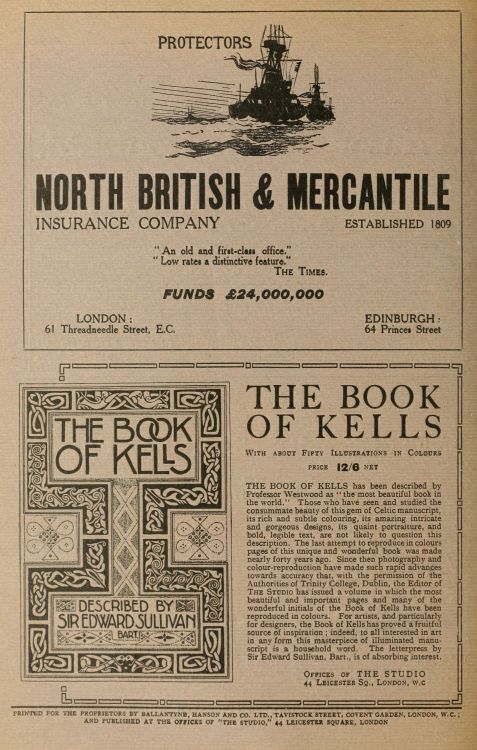 PROTECTORS
NORTH BRITISH & MERCANTILE
INSURANCE COMPANY ESTABLISHED 1809
"An old and first-class office."
"Low rates a distinctive feature."
THE TIMES.
FUNDS £24,000,000
LONDON: EDINBURGH:
61 Threadneedle Street, E.C. 64 Princes Street
THE BOOK
OF KELLS
DESCRIBED BY
SIR EDWARD SULLIVAN
BART.
THE BOOK
OF KELLS
WITH ABOUT FIFTY ILLUSTRATIONS IN COLOURS
PRICE 12/6 NET
THE BOOK OF KELLS has been described by
Professor Westwood as "the most beautiful book in
the world." Those who have seen and studied the
consummate beauty of this gem of Celtic manuscript,
its rich and subtle colouring, its amazing intricate
and gorgeous designs, its quaint portraiture, and
bold, legible text, are not likely to question this
description. The last attempt to reproduce in colours
pages of this unique and wonderful book was made
nearly forty years ago. Since then photography and
colour-reproduction have made such rapid advances
towards accuracy that, with the permission of the
Authorities of Trinity College, Dublin, the Editor of
THE STUDIO has issued a volume in which the most
beautiful and important pages and many of the
wonderful initials of the Book of Kells have been
reproduced in colours. For artists, and particularly
for designers, the Book of Kells has proved a fruitful
source of inspiration; indeed, to all interested in art
in any form this masterpiece of illuminated manu-
script is a household word. The letterpress by
Sir Edward Sullivan, Bart., is of absorbing interest.
OFFICES OF THE STUDIO
44 LEICESTER SQ., LONDON, W.C
PRINTED FOR THE PROPRIETORS BY BALLANTYNE, HANSON AND CO. LTD., TAVISTOCK STREET, COVENT GARDEN, LONDON, W.C.;
AND PUBLISHED AT THE OFFICES OF "THE STUDIO," 44 LEICESTER SQUARE, LONDON